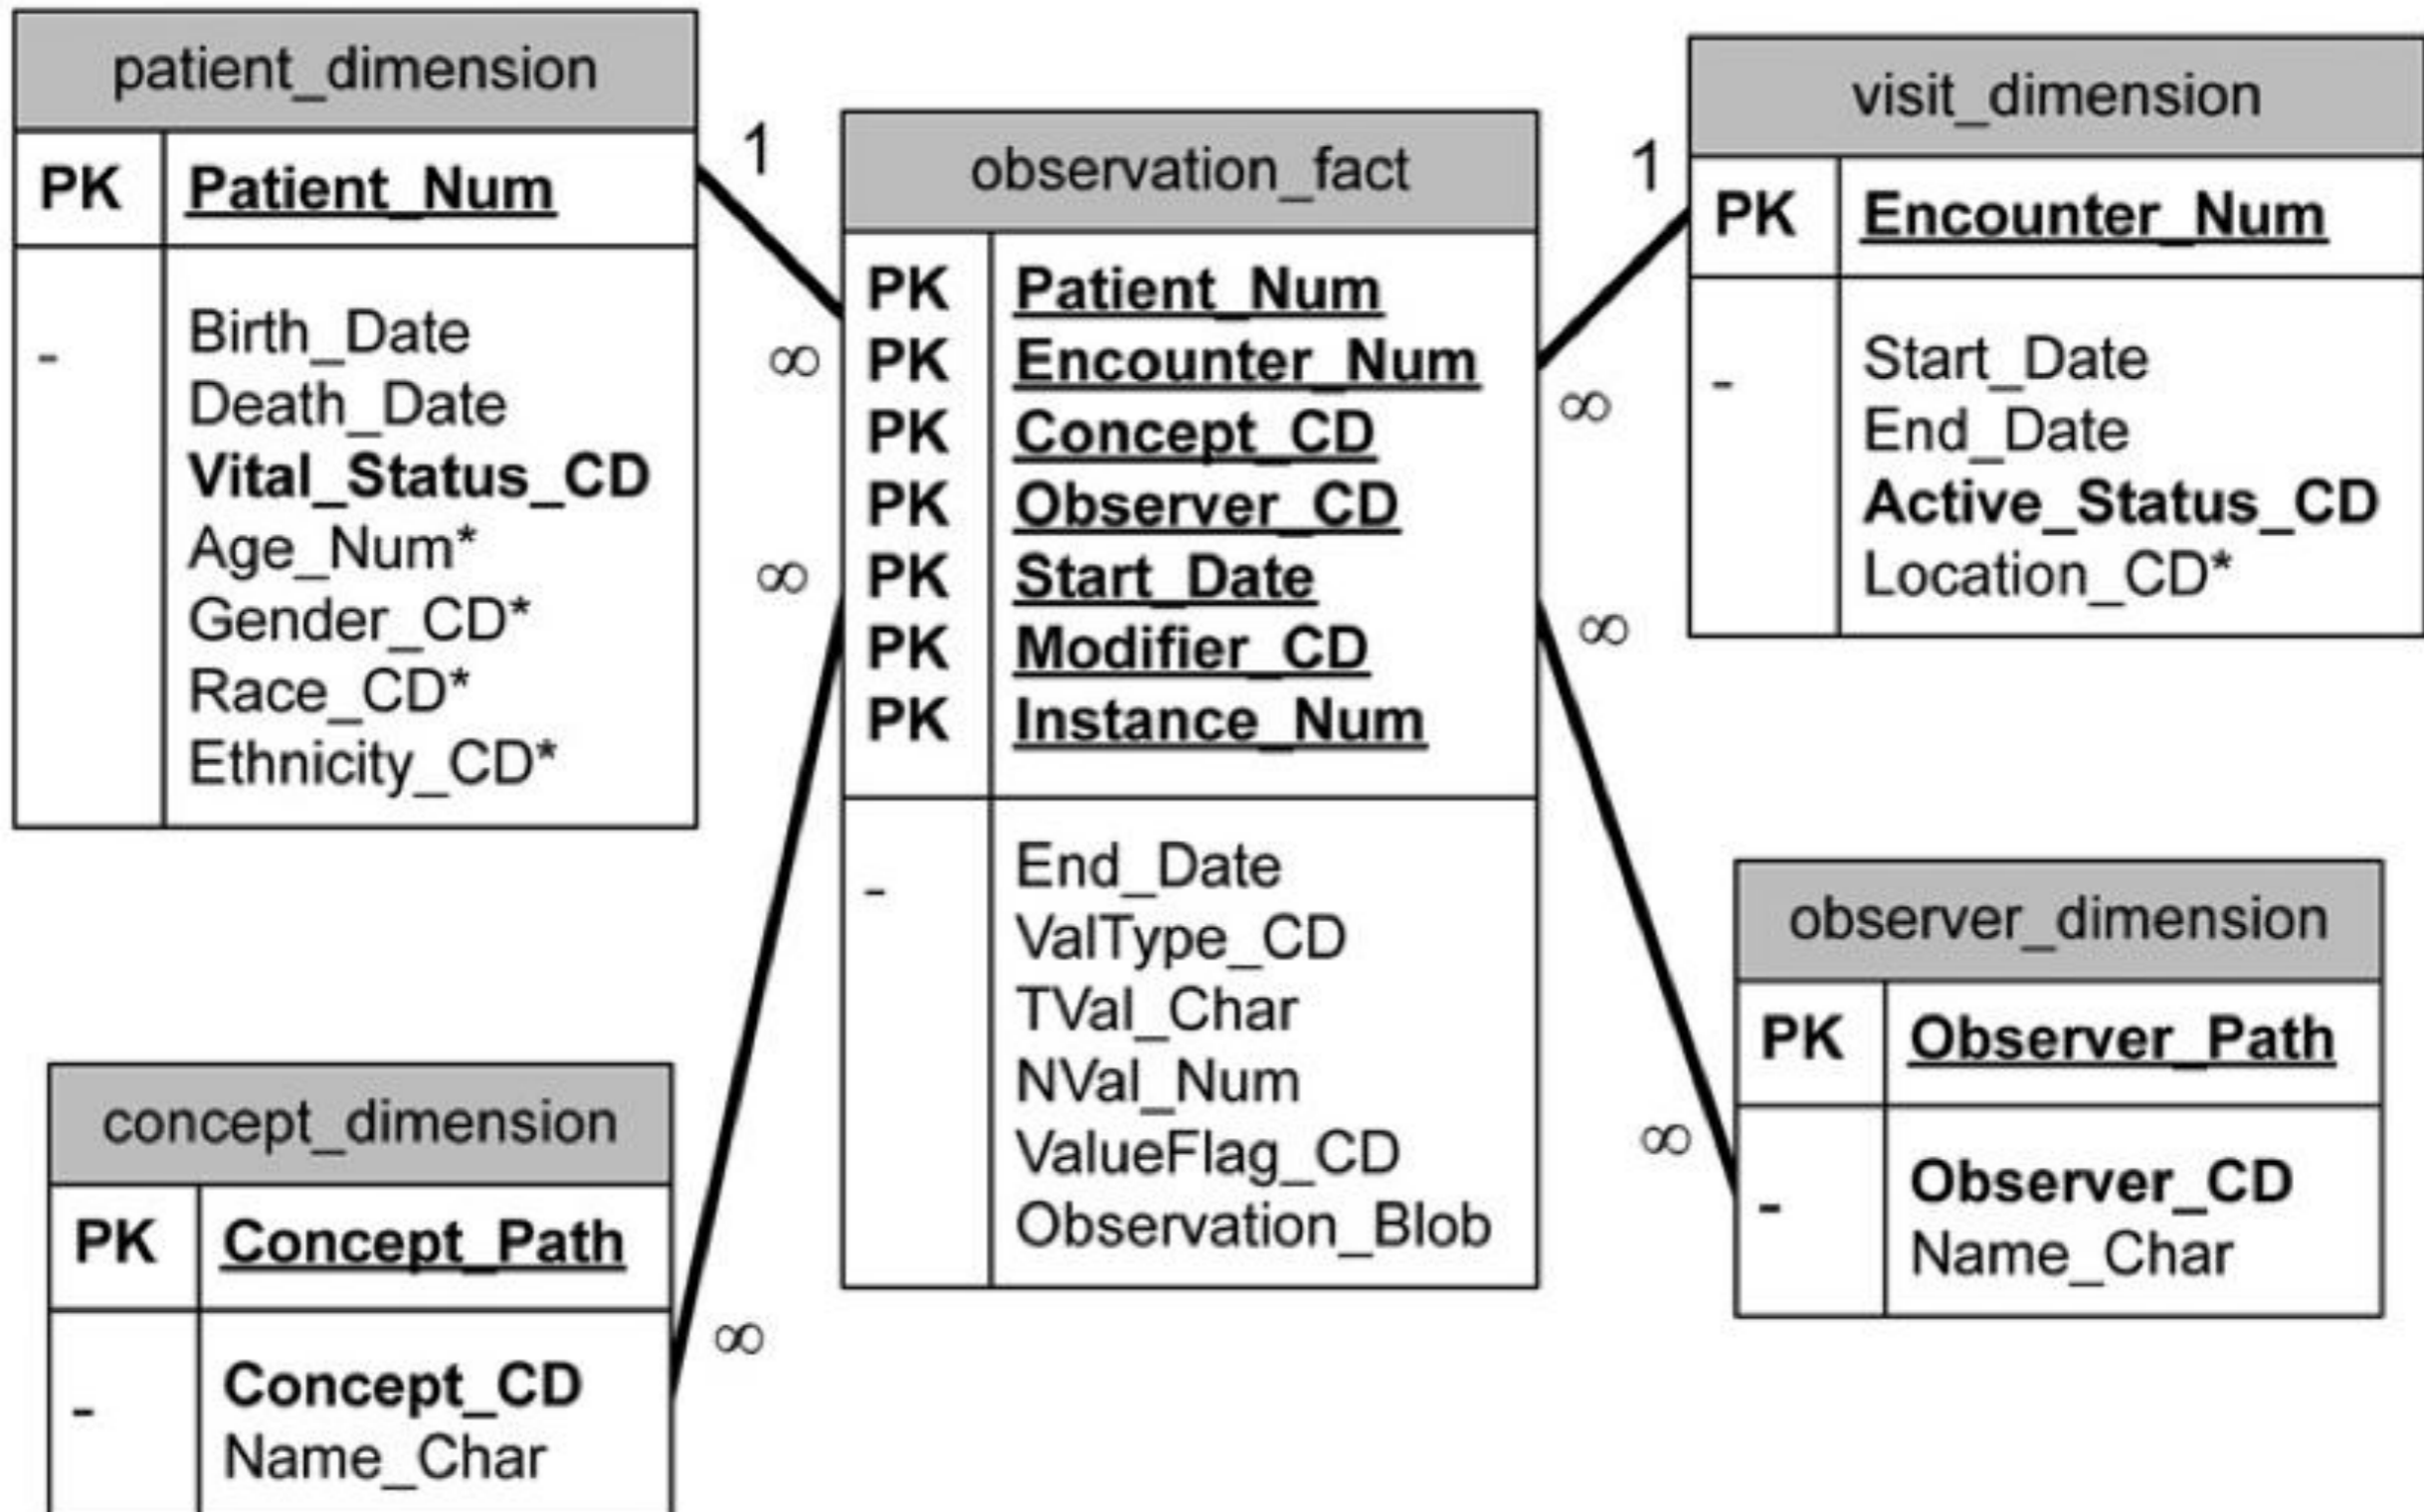 patient_dimension
PK Patient_Num
- Birth_Date
Death_Date
Vital_Status_CD
Age_Num*
Gender_CD*
Race_CD*
Ethnicity_CD*
1
∞
observation_fact
PK Patient_Num
PK Encounter_Num
PK Concept_CD
PK Observer_CD
PK Start_Date
PK Modifier_CD
PK Instance_Num
- End_Date
ValType_CD
TVal_Char
NVal_Num
ValueFlag_CD
Observation_Blob
1
∞
visit_dimension
PK Encounter_Num
- Start_Date
End_Date
Active_Status_CD
Location_CD*
∞
∞
concept_dimension
PK Concept_Path
- Concept_CD
Name_Char
∞
∞
observer_dimension
PK Observer_Path
- Observer_CD
Name_Char